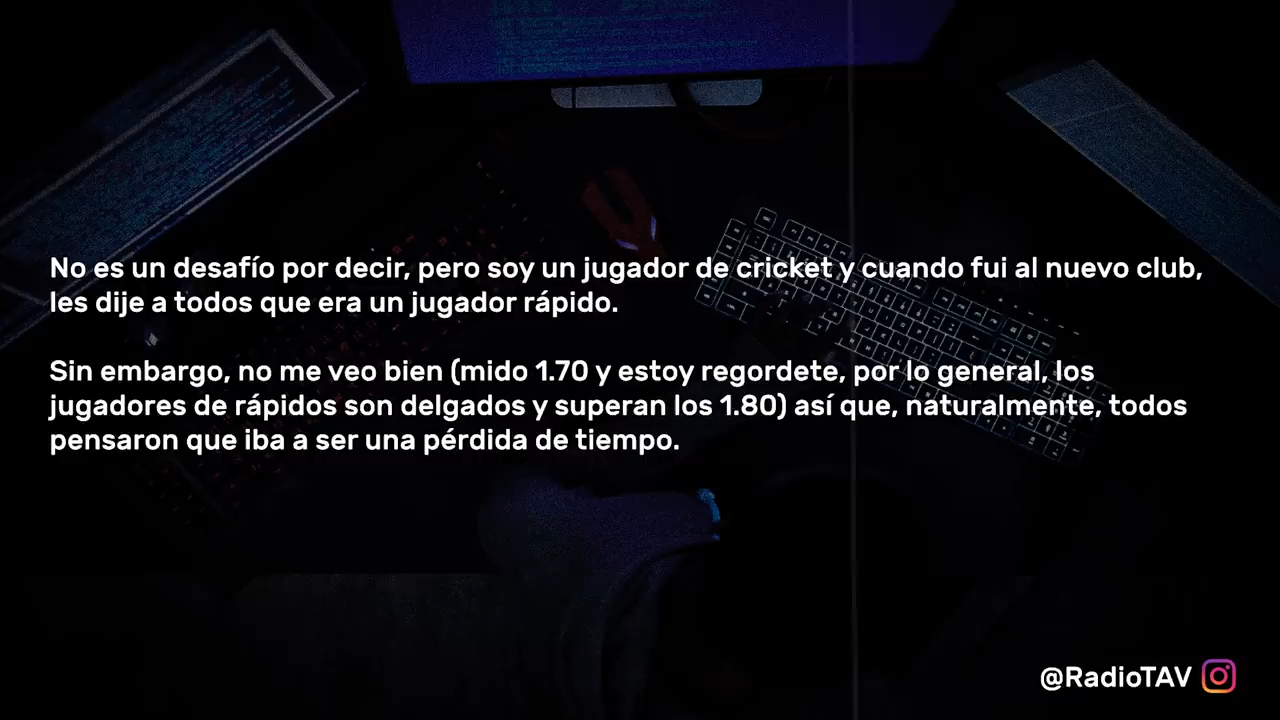 No es un desafío por decir, pero soy un jugador de cricket y cuando fui al nuevo club,
les dije a todos que era un jugador rápido.
Sin embargo, no me veo bien (mido 1.70 y estoy regordete, por lo general, los
jugadores de rápidos son delgados y superan los 1.80) así que, naturalmente, todos
pensaron que iba a ser una pérdida de tiempo.
@RadioTAV